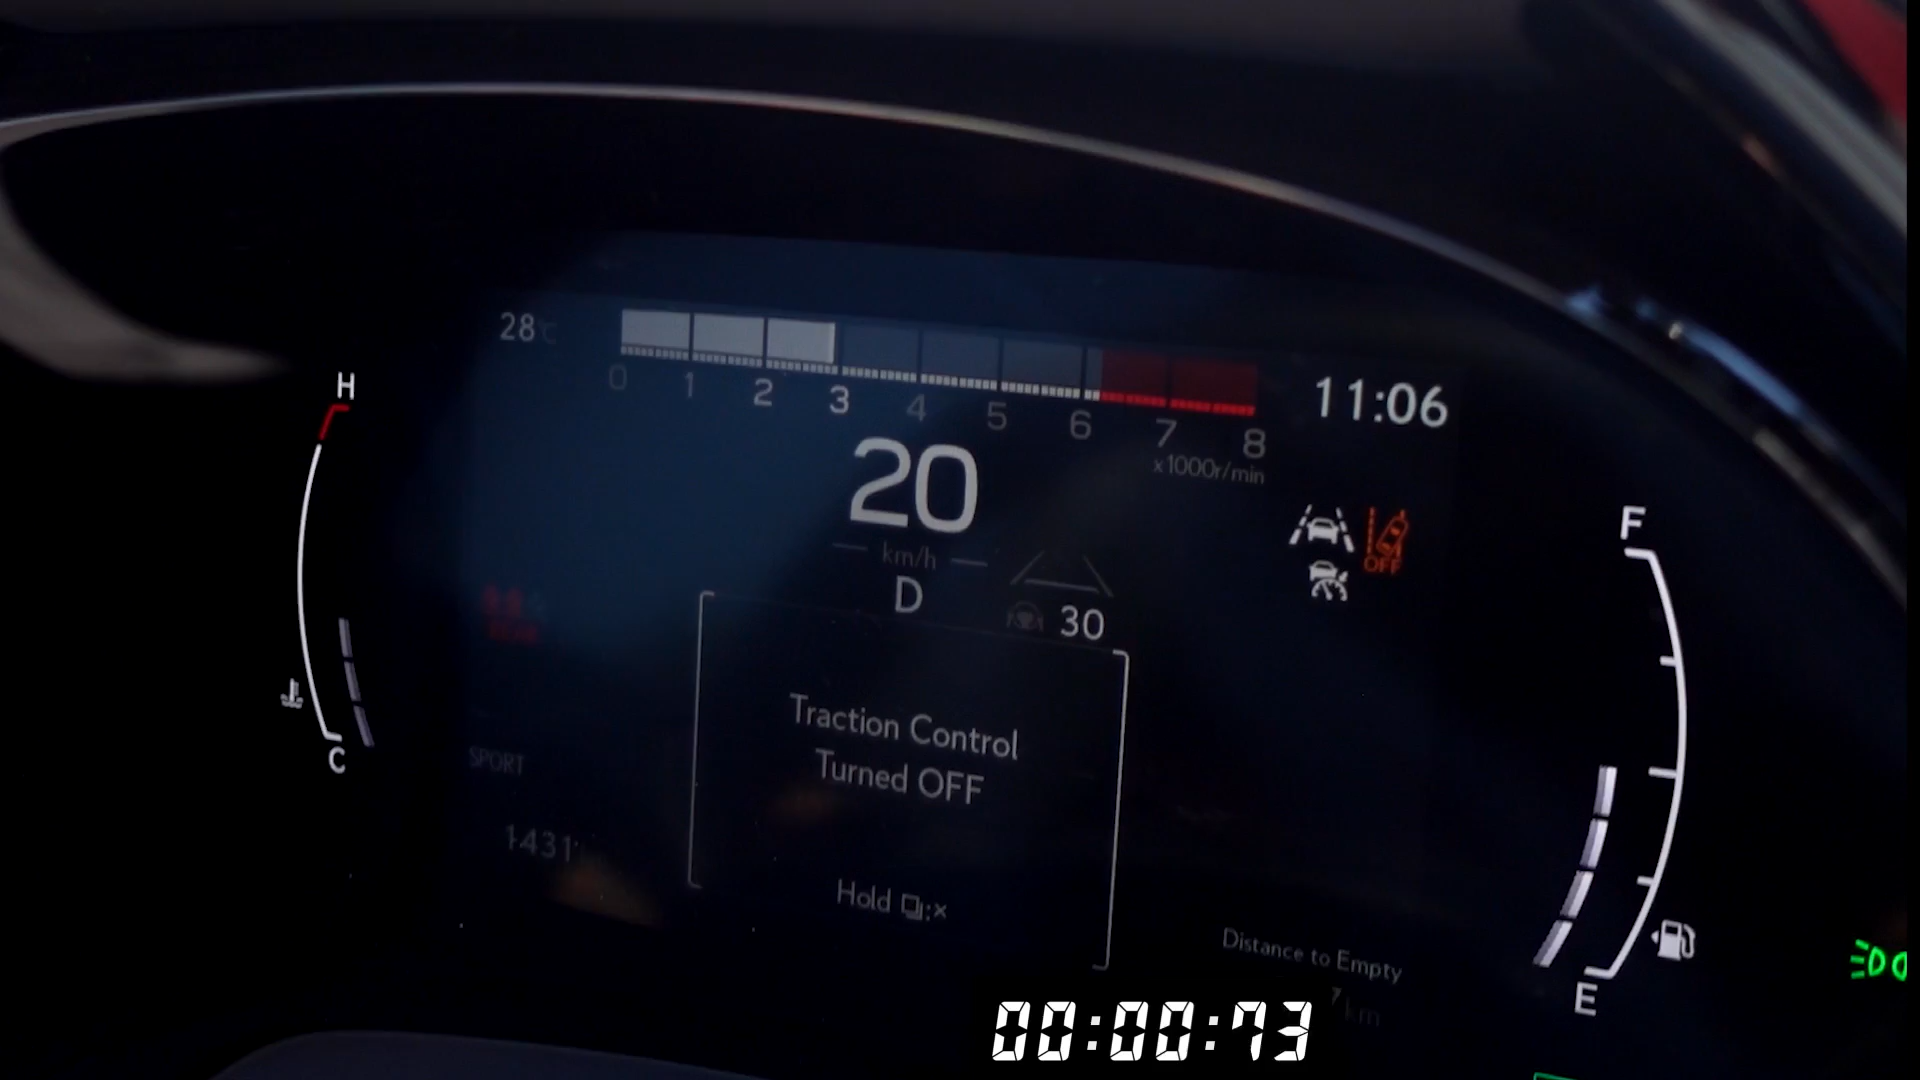 28°C
0 1 2 3 4 5 6 7 8
x1000r/min
11:06
20
km/h
D
30
OFF
H
C
F
E
Traction Control
Turned OFF
Hold :×
SPORT
Distance to Empty
km
00:00:73